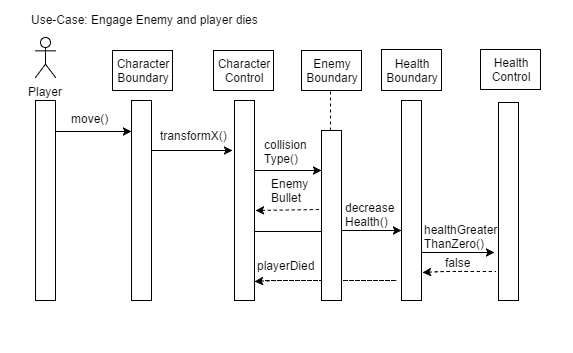 Use-Case: Engage Enemy and player dies
Player
Character
Boundary
Character
Control
Enemy
Boundary
Health
Boundary
Health
Control
move()
transformX()
collision
Type()
Enemy
Bullet
decrease
Health()
healthGreater
ThanZero()
false
playerDied